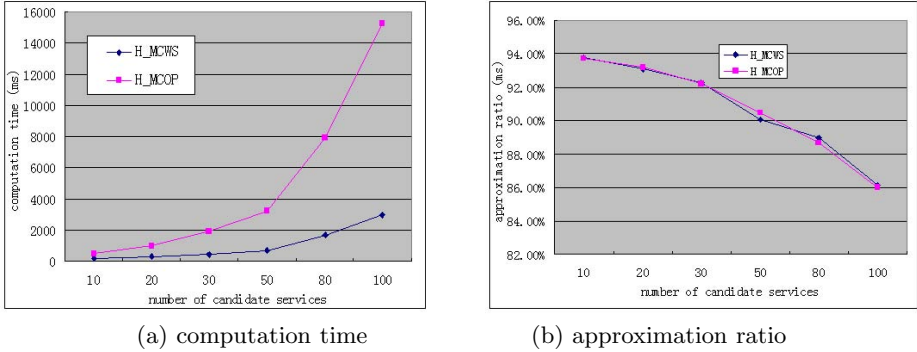 16000
14000
12000
10000
8000
6000
4000
2000
0
computation time (ms)
H_MCWS
H_MCOP
10 20 30 50 80 100
number of candidate services
(a) computation time
96.00%
94.00%
92.00%
90.00%
88.00%
86.00%
84.00%
82.00%
approximation ratio (ms)
H_MCWS
H_MCOP
10 20 30 50 80 100
number of candidate services
(b) approximation ratio